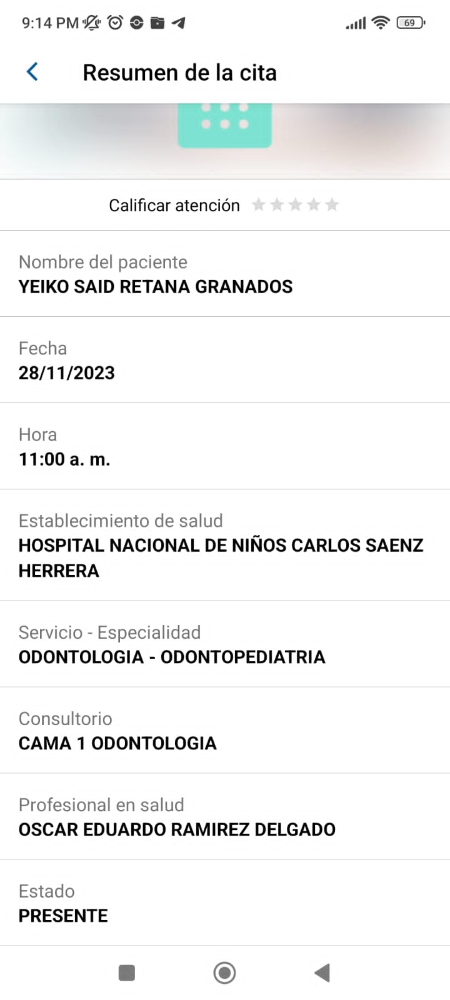 9:14 PM
69
Resumen de la cita
Calificar atención
Nombre del paciente
YEIKO SAID RETANA GRANADOS
Fecha
28/11/2023
Hora
11:00 a. m.
Establecimiento de salud
HOSPITAL NACIONAL DE NIÑOS CARLOS SAENZ
HERRERA
Servicio - Especialidad
ODONTOLOGIA - ODONTOPEDIATRIA
Consultorio
CAMA 1 ODONTOLOGIA
Profesional en salud
OSCAR EDUARDO RAMIREZ DELGADO
Estado
PRESENTE